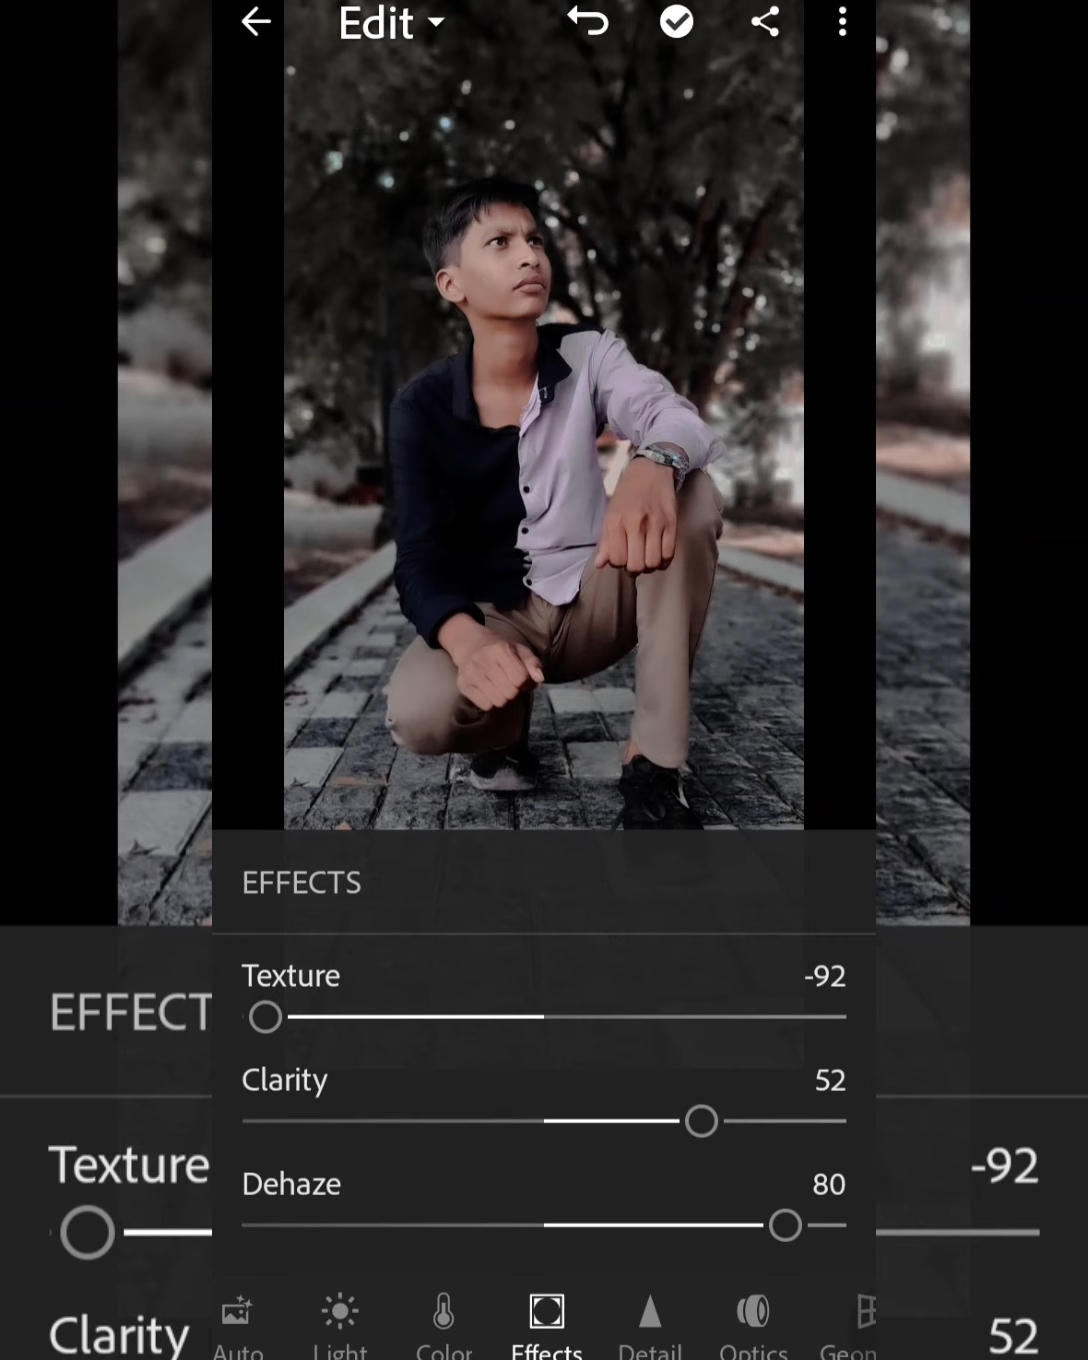 Edit
EFFECTS
Texture -92
Clarity 52
Dehaze 80
Auto Light Color Effects Detail Optics Geon
EFFECT
Texture -92
Clarity 52